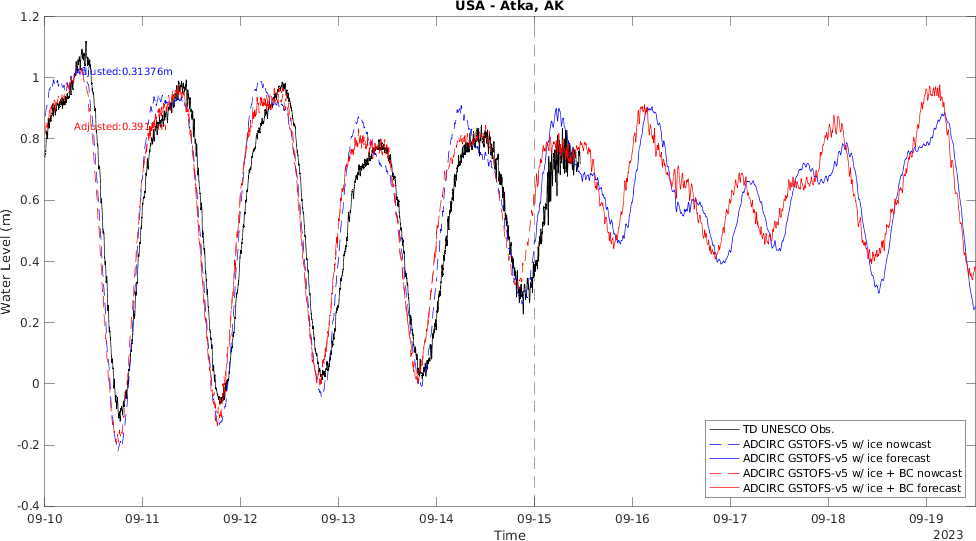 USA - Atka, AK
1.2
1
0.8
0.6
0.4
0.2
0
-0.2
-0.4
Water Level (m)
Adjusted:0.31376m
TD UNESCO Obs.
ADCIRC GSTOFS-v5 w/ ice nowcast
ADCIRC GSTOFS-v5 w/ ice forecast
ADCIRC GSTOFS-v5 w/ ice + BC nowcast
ADCIRC GSTOFS-v5 w/ ice + BC forecast
09-10 09-11 09-12 09-13 09-14 09-15 09-16 09-17 09-18 09-19
Time
2023